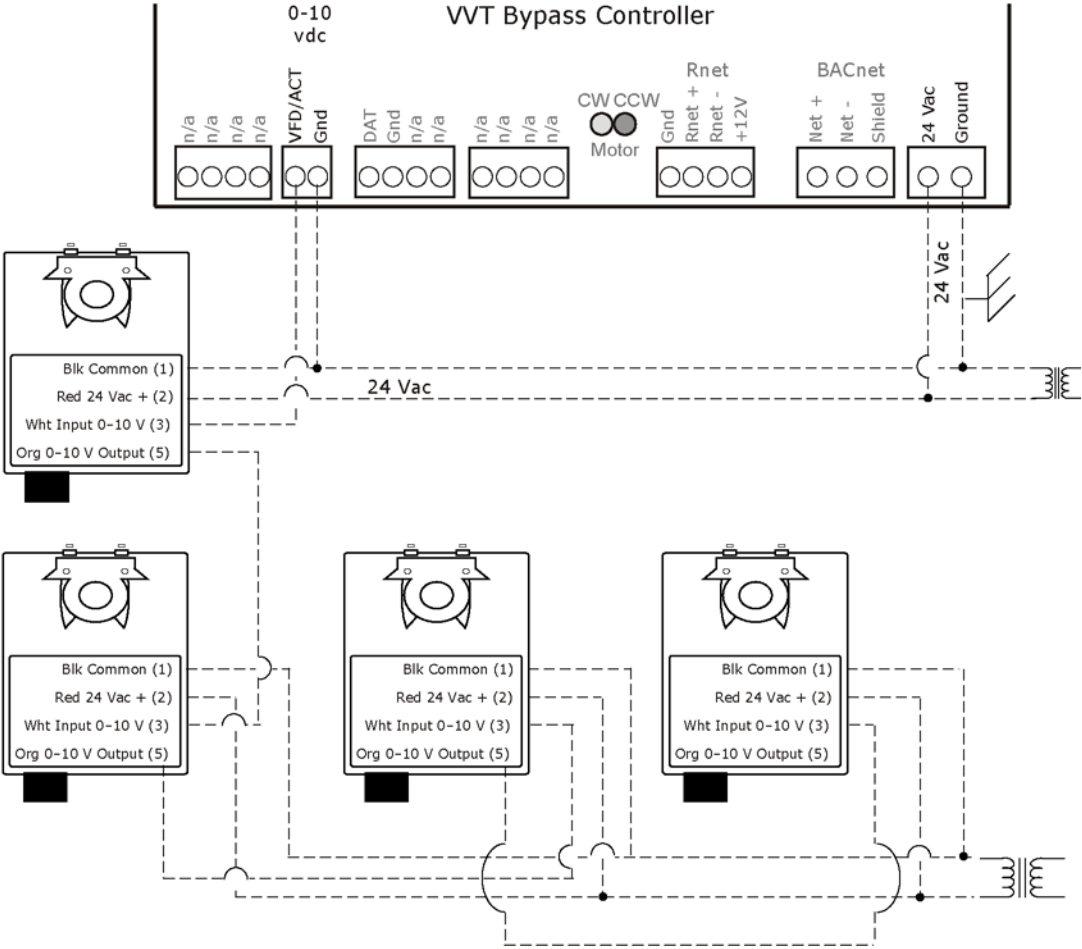 0-10
vdc
VVT Bypass Controller
n/a
n/a
n/a
n/a
VFD/ACT
Gnd
DAT
Gnd
n/a
n/a
n/a
n/a
n/a
n/a
CW CCW
Motor
Rnet
Gnd
Rnet +
Rnet -
+12V
BACnet
Net +
Net -
Shield
24 Vac
Ground
24 Vac
Blk Common (1)
Red 24 Vac + (2)
Wht Input 0-10 V (3)
Org 0-10 V Output (5)
24 Vac
Blk Common (1)
Red 24 Vac + (2)
Wht Input 0-10 V (3)
Org 0-10 V Output (5)
Blk Common (1)
Red 24 Vac + (2)
Wht Input 0-10 V (3)
Org 0-10 V Output (5)
Blk Common (1)
Red 24 Vac + (2)
Wht Input 0-10 V (3)
Org 0-10 V Output (5)